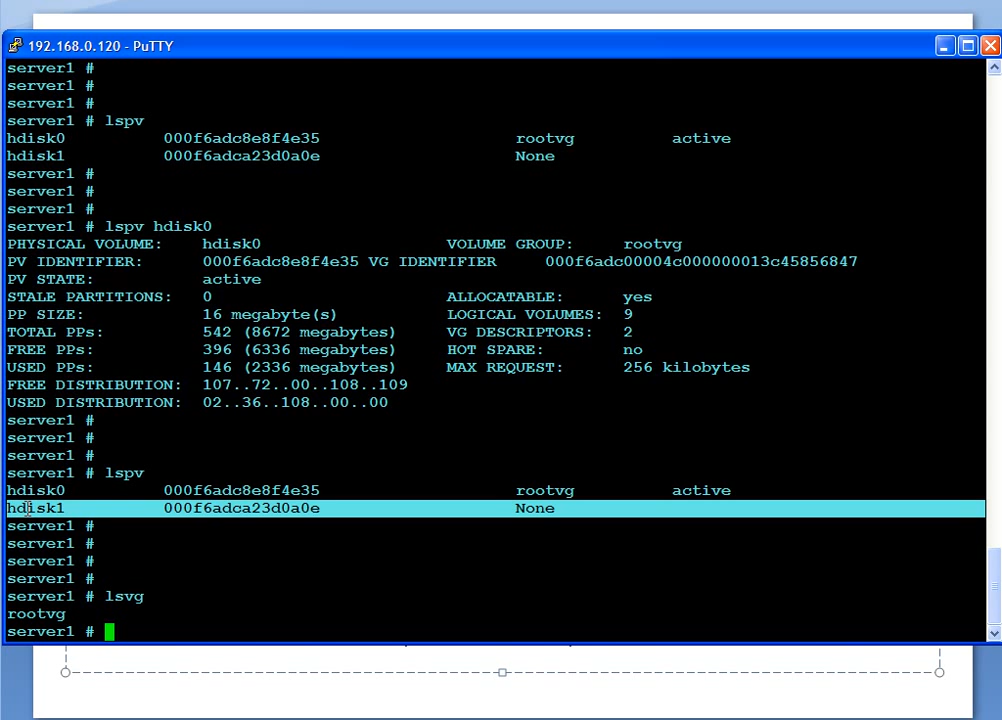 192.168.0.120 - PuTTY
server1 #
server1 #
server1 #
server1 # lspv
hdisk0 000f6adc8e8f4e35 rootvg active
hdisk1 000f6adca23d0a0e None
server1 #
server1 #
server1 #
server1 # lspv hdisk0
PHYSICAL VOLUME: hdisk0 VOLUME GROUP: rootvg
PV IDENTIFIER: 000f6adc8e8f4e35 VG IDENTIFIER 000f6adc00004c000000013c45856847
PV STATE: active
STALE PARTITIONS: 0 ALLOCATABLE: yes
PP SIZE: 16 megabyte(s) LOGICAL VOLUMES: 9
TOTAL PPs: 542 (8672 megabytes) VG DESCRIPTORS: 2
FREE PPs: 396 (6336 megabytes) HOT SPARE: no
USED PPs: 146 (2336 megabytes) MAX REQUEST: 256 kilobytes
FREE DISTRIBUTION: 107..72..00..108..109
USED DISTRIBUTION: 02..36..108..00..00
server1 #
server1 #
server1 #
server1 # lspv
hdisk0 000f6adc8e8f4e35 rootvg active
hdisk1 000f6adca23d0a0e None
server1 #
server1 #
server1 #
server1 #
server1 # lsvg
rootvg
server1 #